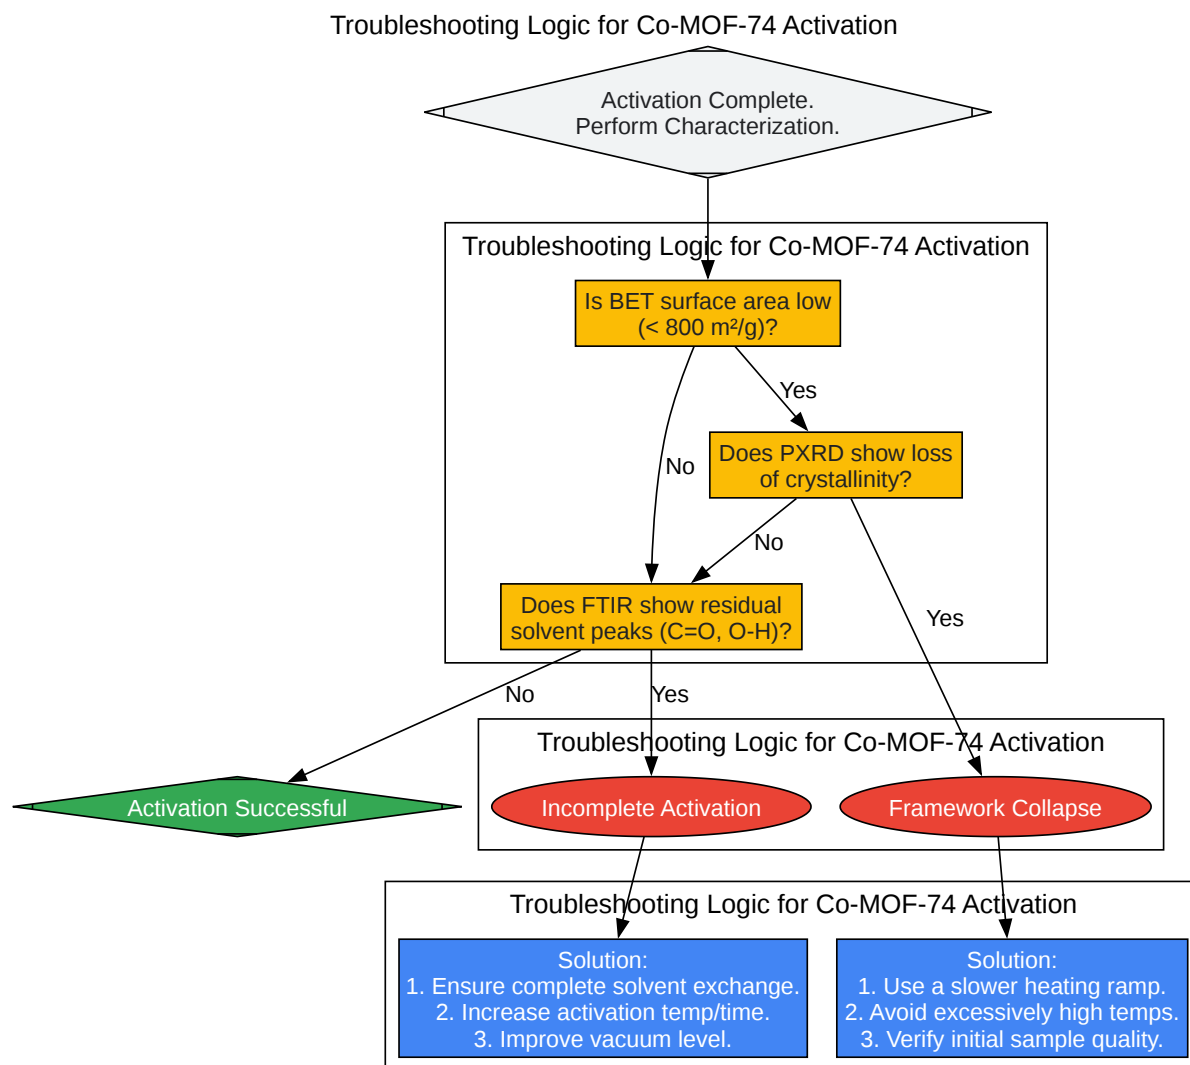 Troubleshooting Logic for Co-MOF-74 Activation
Activation Complete.
Perform Characterization.
Troubleshooting Logic for Co-MOF-74 Activation
Is BET surface area low
(< 800 m²/g)?
Yes
No
Does PXRD show loss
of crystallinity?
No
Yes
Does FTIR show residual
solvent peaks (C=O, O-H)?
No
Yes
Troubleshooting Logic for Co-MOF-74 Activation
Activation Successful
Incomplete Activation
Framework Collapse
Troubleshooting Logic for Co-MOF-74 Activation
Solution:
1. Ensure complete solvent exchange.
2. Increase activation temp/time.
3. Improve vacuum level.
Solution:
1. Use a slower heating ramp.
2. Avoid excessively high temps.
3. Verify initial sample quality.